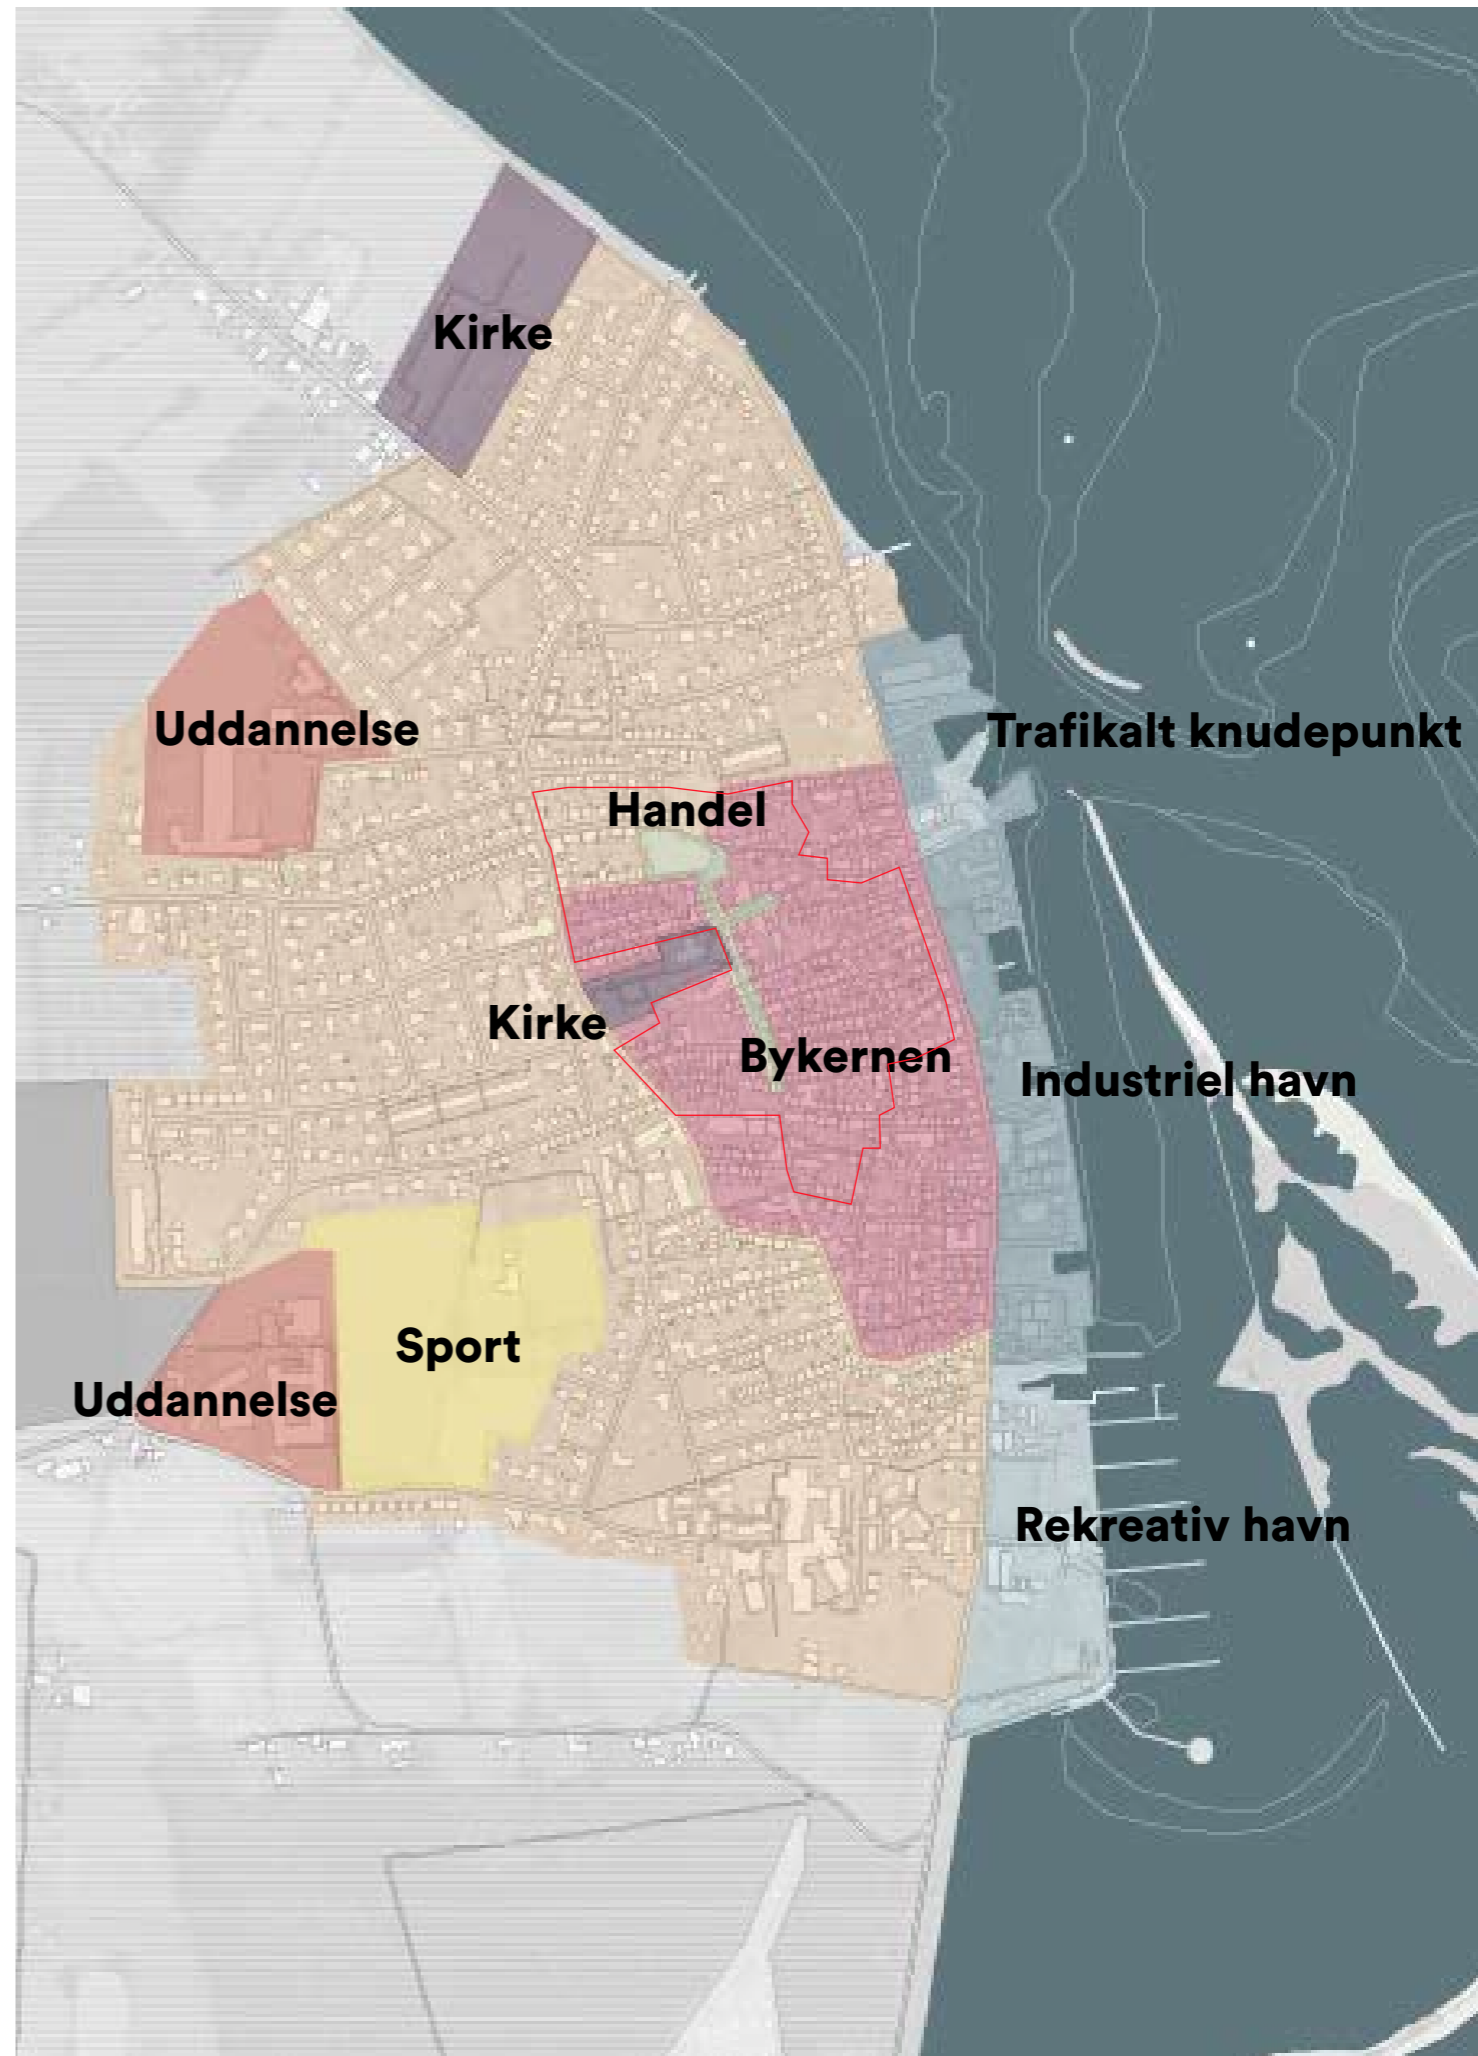 Kirke
Uddannelse
Trafikalt knudepunkt
Handel
Kirke
Bykernen
Industriel havn
Sport
Uddannelse
Rekreativ havn